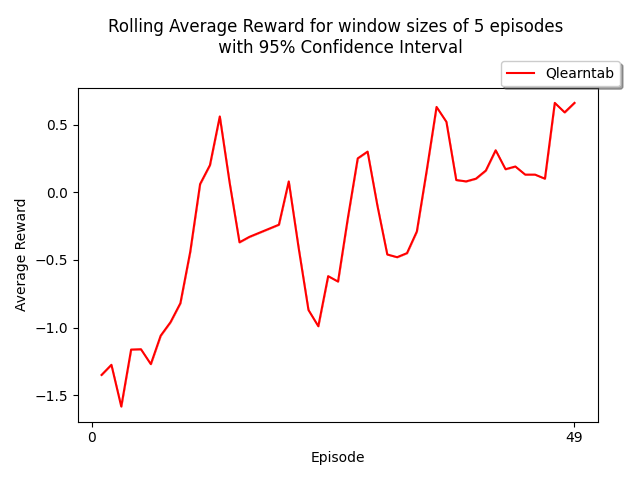 Rolling Average Reward for window sizes of 5 episodes
with 95% Confidence Interval
Qlearntab
0.5
0.0
−0.5
−1.0
−1.5
Average Reward
0
49
Episode